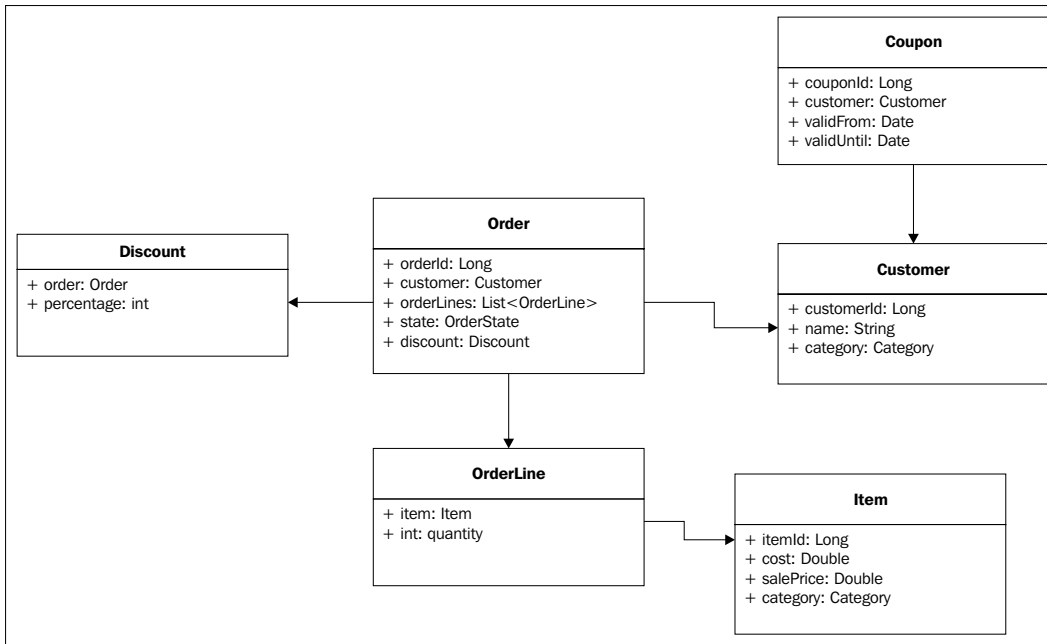 Coupon
+ couponId: Long
+ customer: Customer
+ validFrom: Date
+ validUntil: Date
Order
+ orderId: Long
+ customer: Customer
+ orderLines: List<OrderLine>
+ state: OrderState
+ discount: Discount
Discount
+ order: Order
+ percentage: int
Customer
+ customerId: Long
+ name: String
+ category: Category
OrderLine
+ item: Item
+ int: quantity
Item
+ itemId: Long
+ cost: Double
+ salePrice: Double
+ category: Category